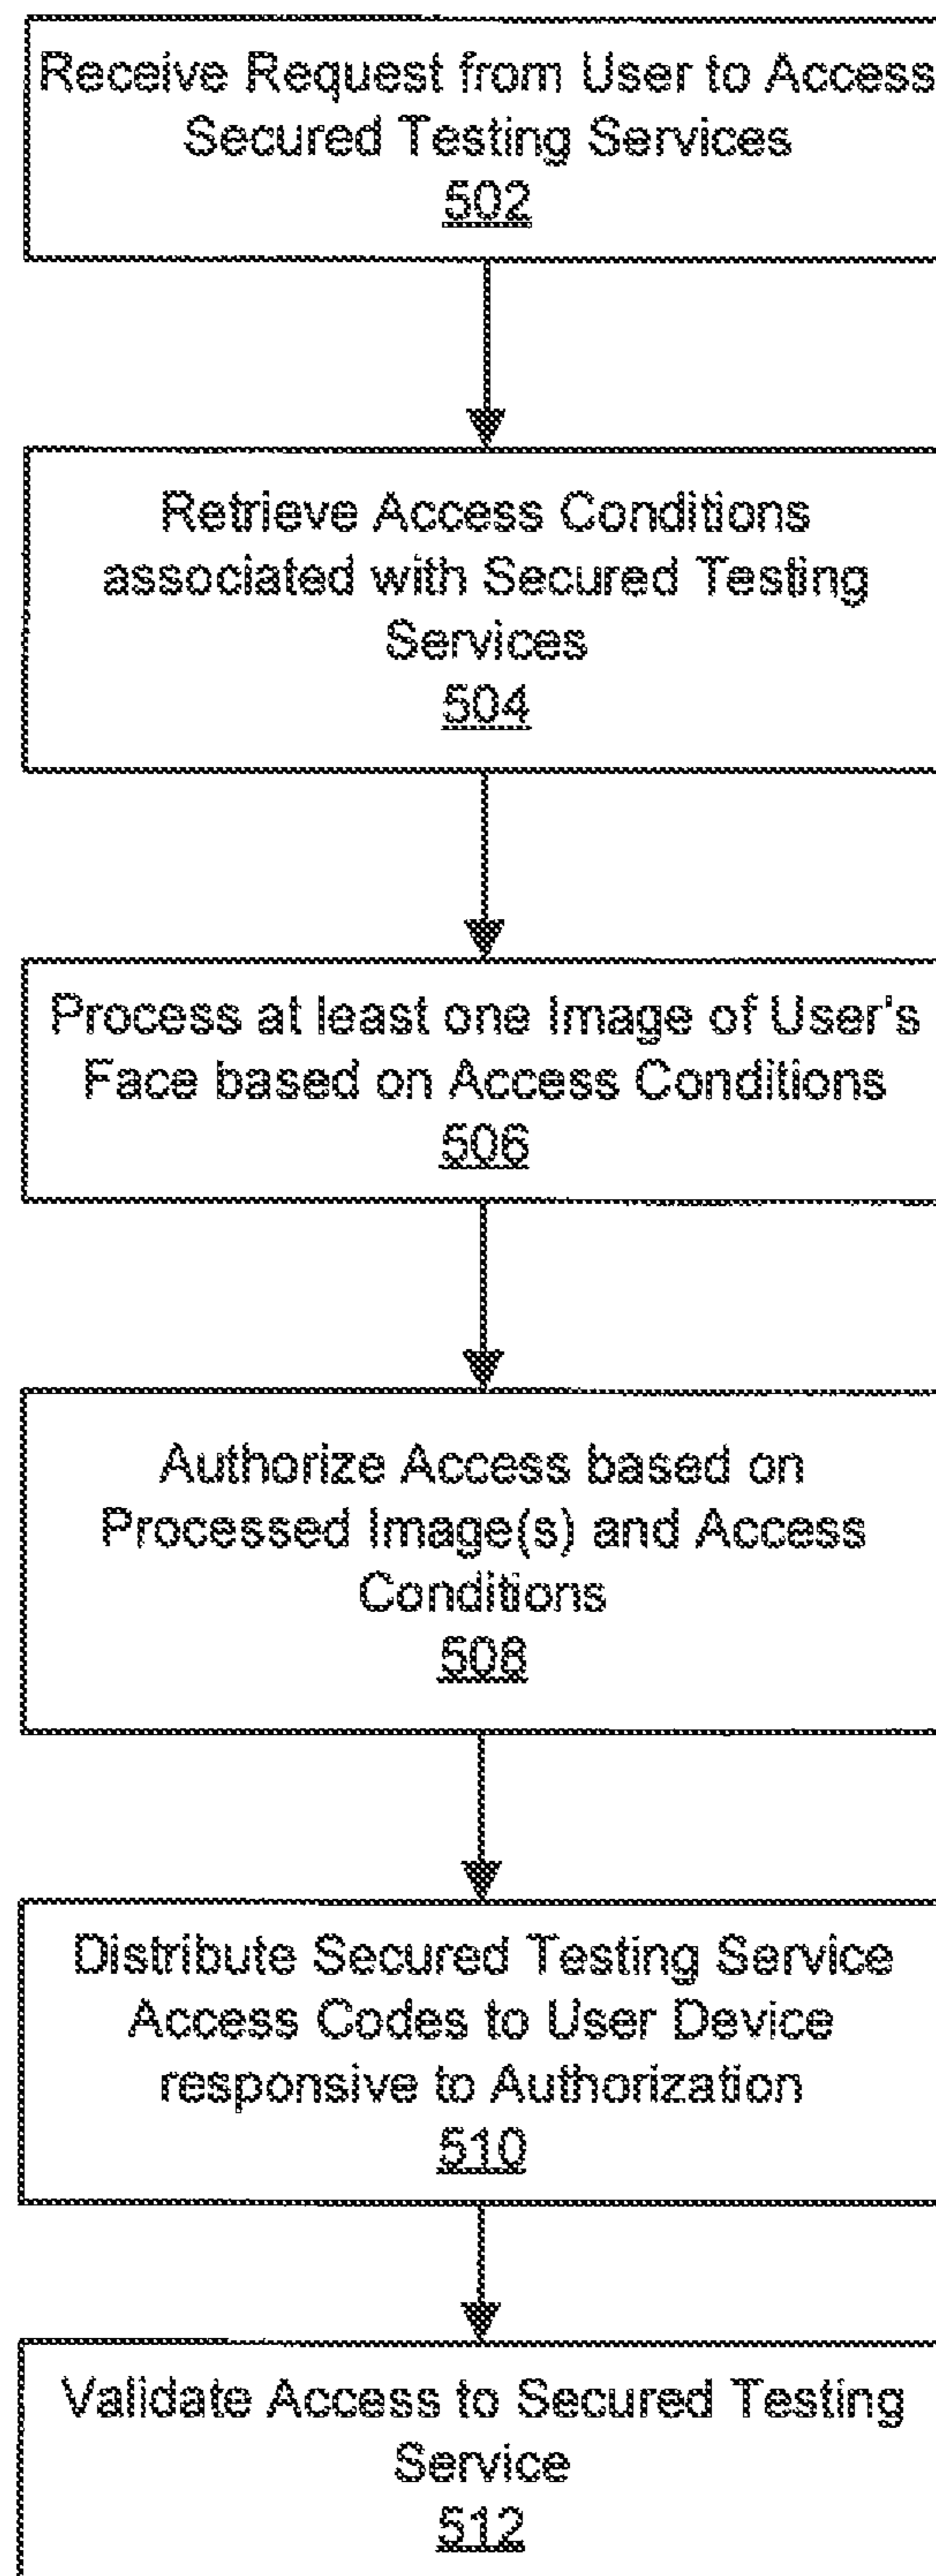 Receive Request from User to Access
Secured Testing Services
502
Retrieve Access Conditions
associated with Secured Testing
Services
504
Process at least one Image of User's
Face based on Access Conditions
506
Authorize Access based on
Processed Image(s) and Access
Conditions
508
Distribute Secured Testing Service
Access Codes to User Device
responsive to Authorization
510
Validate Access to Secured Testing
Service
512